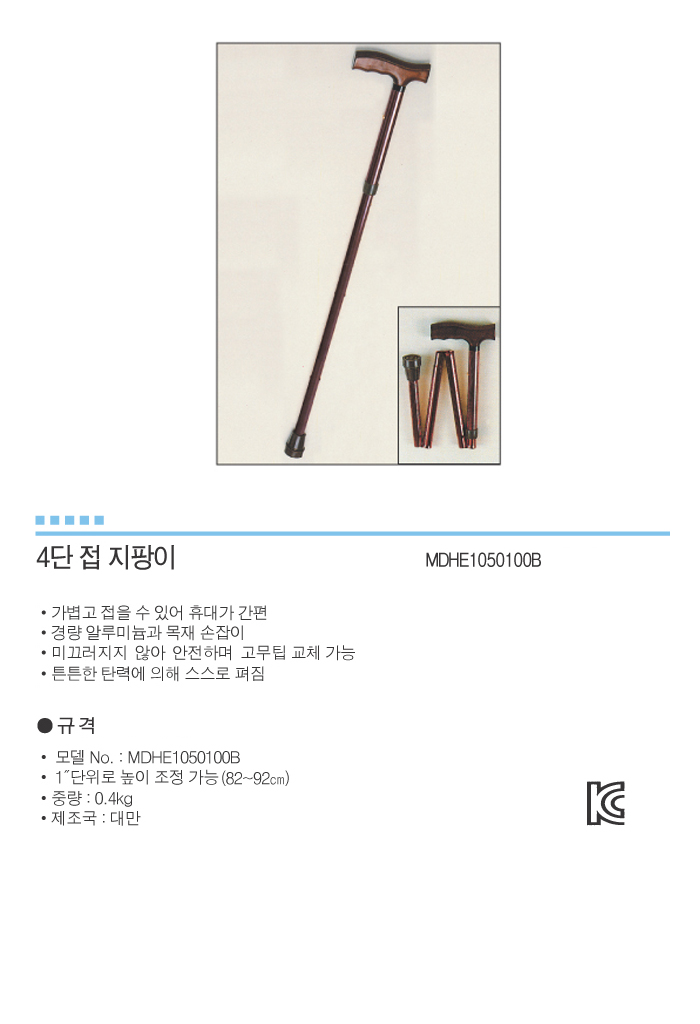 4단 접 지팡이
MDHE1050100B
• 가볍고 접을 수 있어 휴대가 간편
• 경량 알루미늄과 목재 손잡이
• 미끄러지지 않아 안전하며 고무팁 교체 가능
• 튼튼한 탄력에 의해 스스로 펴짐
● 규격
• 모델 No. : MDHE1050100B
• 1˝단위로 높이 조정 가능(82~92㎝)
• 중량 : 0.4kg
• 제조국 : 대만
KC